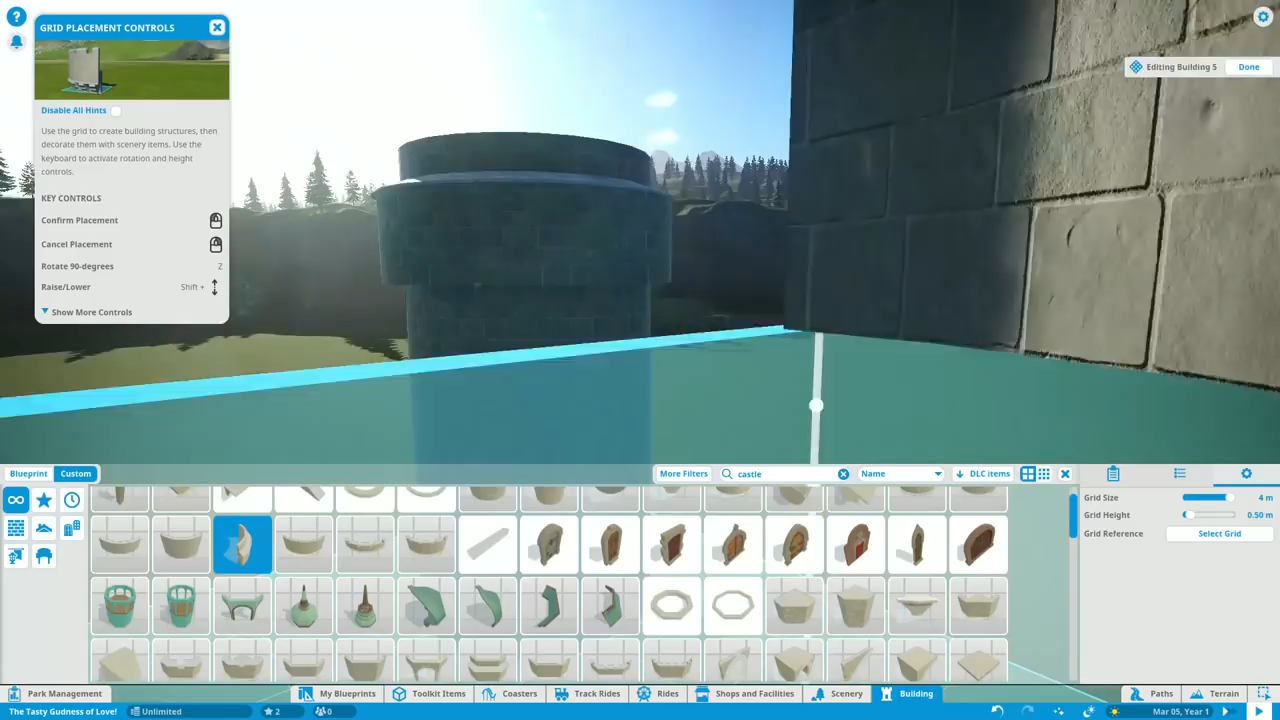 GRID PLACEMENT CONTROLS
Disable All Hints
Use the grid to create building structures, then
decorate them with scenery items. Use the
keyboard to activate rotation and height
controls.
KEY CONTROLS
Confirm Placement
Cancel Placement
Rotate 90-degrees Z
Raise/Lower Shift +
Show More Controls
Editing Building 5 Done
Blueprint Custom More Filters castle Name DLC items
Grid Size 4 m
Grid Height 0.50 m
Grid Reference Select Grid
Park Management My Blueprints Toolkit Items Coasters Track Rides Rides Shops and Facilities Scenery Building Paths Terrain
The Tasty Gudness of Love! Unlimited 2 0 Mar 05, Year 1